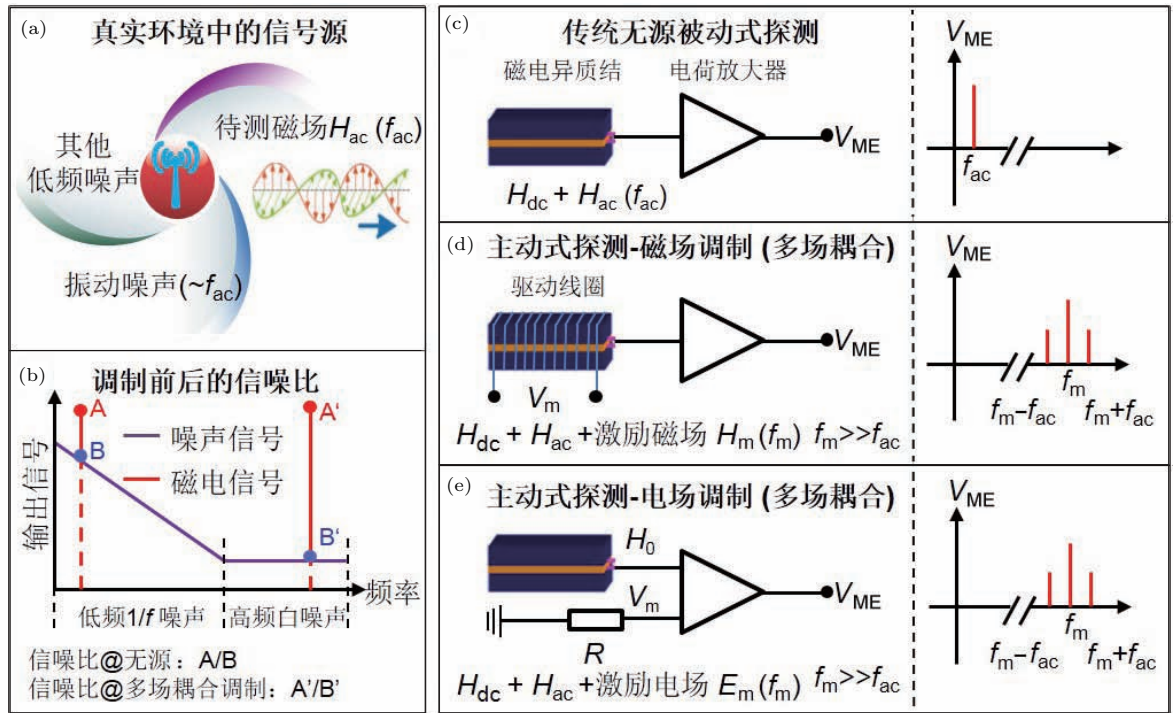 (a)
真实环境中的信号源
待测磁场Hac (fac)
其他
低频噪声
振动噪声(~fac)
(b)
调制前后的信噪比
输出信号
A
B
A'
B'
噪声信号
磁电信号
频率
低频1/f 噪声
高频白噪声
信噪比@无源：A/B
信噪比@多场耦合调制：A'/B'
(c)
传统无源被动式探测
磁电异质结
电荷放大器
VME
Hdc + Hac (fac)
VME
fac
(d)
主动式探测-磁场调制 (多场耦合)
驱动线圈
VME
Vm
Hdc + Hac +激励磁场 Hm (fm) fm>>fac
VME
fm
fm−fac
fm+fac
(e)
主动式探测-电场调制 (多场耦合)
H0
Vm
VME
R
Hdc + Hac +激励电场 Em (fm) fm>>fac
VME
fm
fm−fac
fm+fac